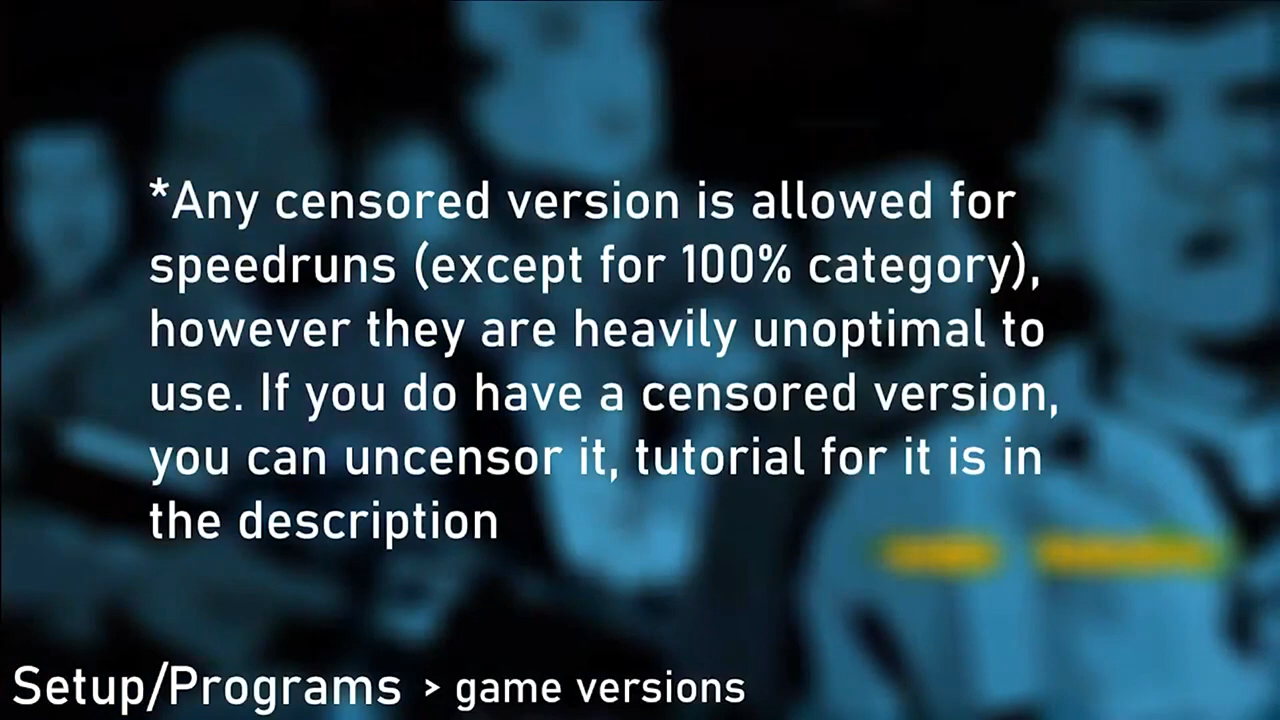 *Any censored version is allowed for
speedruns (except for 100% category),
however they are heavily unoptimal to
use. If you do have a censored version,
you can uncensor it, tutorial for it is in
the description
Setup/Programs > game versions